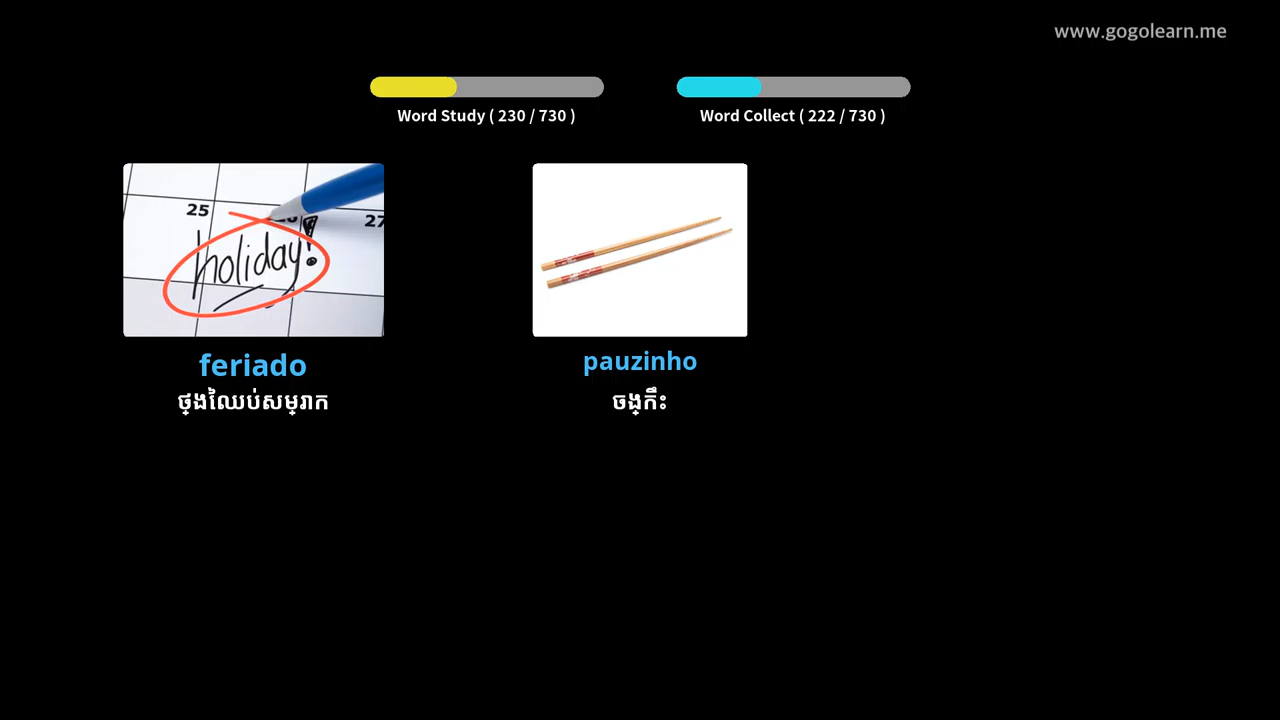 www.gogolearn.me
Word Study ( 230 / 730 )
Word Collect ( 222 / 730 )
25
27
holiday!
feriado
ថ្ងៃឈប់សម្រាក
pauzinho
ចង្កឹះ